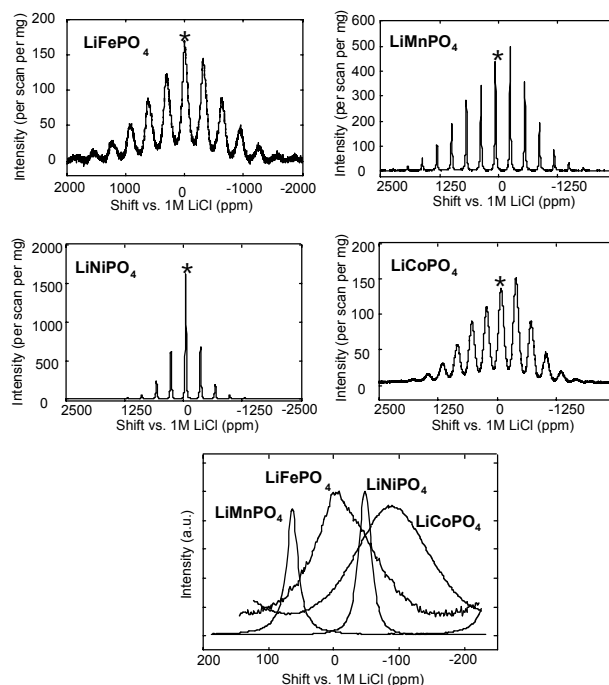 LiFePO4
*
Intensity (per scan per mg)
200
150
100
50
0
2000
1000
0
-1000
-2000
Shift vs. 1M LiCl (ppm)
LiMnPO4
*
Intensity (per scan per mg)
600
500
400
300
200
100
0
2500
1250
0
-1250
Shift vs. 1M LiCl (ppm)
LiNiPO4
*
Intensity (per scan per mg)
2000
1500
1000
500
0
2500
1250
0
-1250
-2500
Shift vs. 1M LiCl (ppm)
LiCoPO4
*
Intensity (per scan per mg)
200
150
100
50
0
2500
1250
0
-1250
Shift vs. 1M LiCl (ppm)
LiFePO4
LiNiPO4
LiMnPO4
LiCoPO4
Intensity (a.u.)
200
100
0
-100
-200
Shift vs. 1M LiCl (ppm)